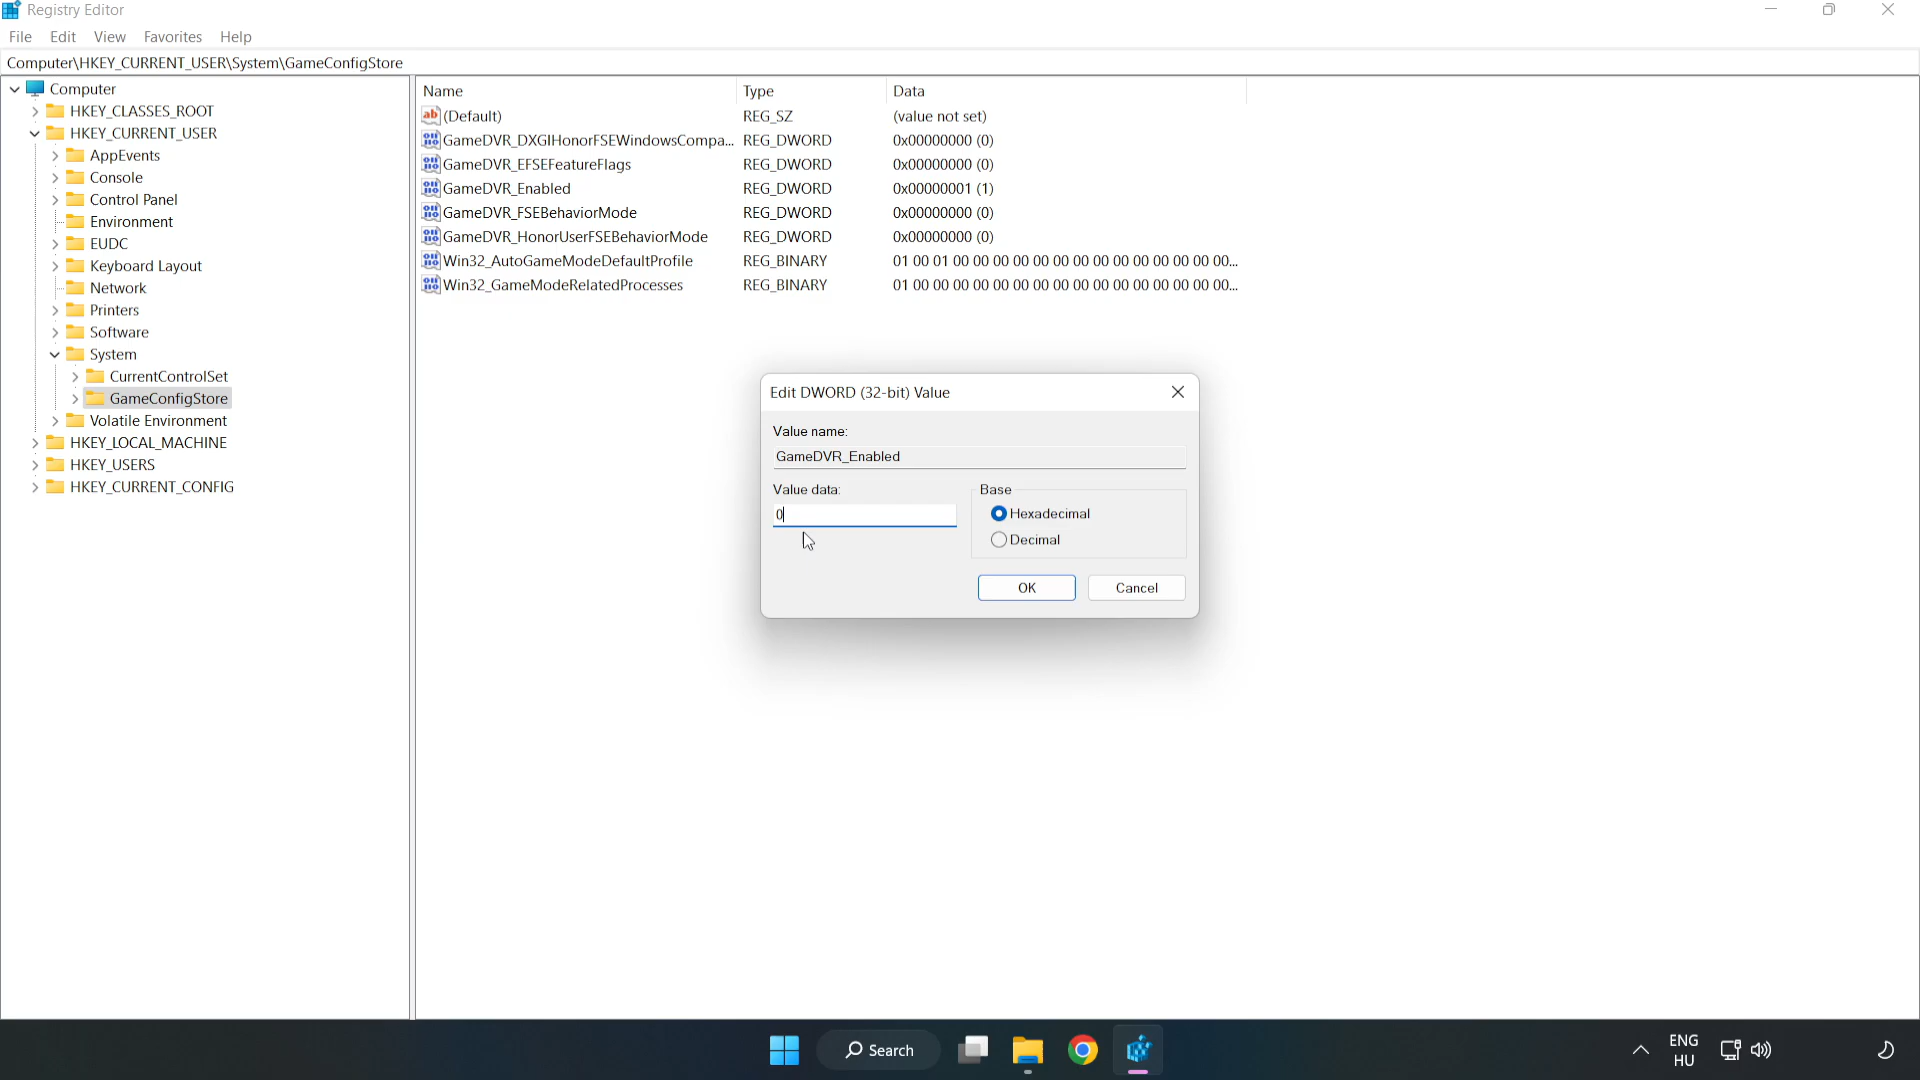 Registry Editor
File Edit View Favorites Help
Computer\HKEY_CURRENT_USER\System\GameConfigStore
Computer
HKEY_CLASSES_ROOT
HKEY_CURRENT_USER
AppEvents
Console
Control Panel
Environment
EUDC
Keyboard Layout
Network
Printers
Software
System
CurrentControlSet
GameConfigStore
Volatile Environment
HKEY_LOCAL_MACHINE
HKEY_USERS
HKEY_CURRENT_CONFIG
Name Type Data
(Default) REG_SZ (value not set)
GameDVR_DXGIHonorFSEWindowsCompa... REG_DWORD 0x00000000 (0)
GameDVR_EFSEFeatureFlags REG_DWORD 0x00000000 (0)
GameDVR_Enabled REG_DWORD 0x00000001 (1)
GameDVR_FSEBehaviorMode REG_DWORD 0x00000000 (0)
GameDVR_HonorUserFSEBehaviorMode REG_DWORD 0x00000000 (0)
Win32_AutoGameModeDefaultProfile REG_BINARY 01 00 01 00 00 00 00 00 00 00 00 00 00 00 00 00 00...
Win32_GameModeRelatedProcesses REG_BINARY 01 00 00 00 00 00 00 00 00 00 00 00 00 00 00 00 00...
Edit DWORD (32-bit) Value
Value name:
GameDVR_Enabled
Value data:
0
Base
Hexadecimal
Decimal
OK Cancel
Search
ENG
HU